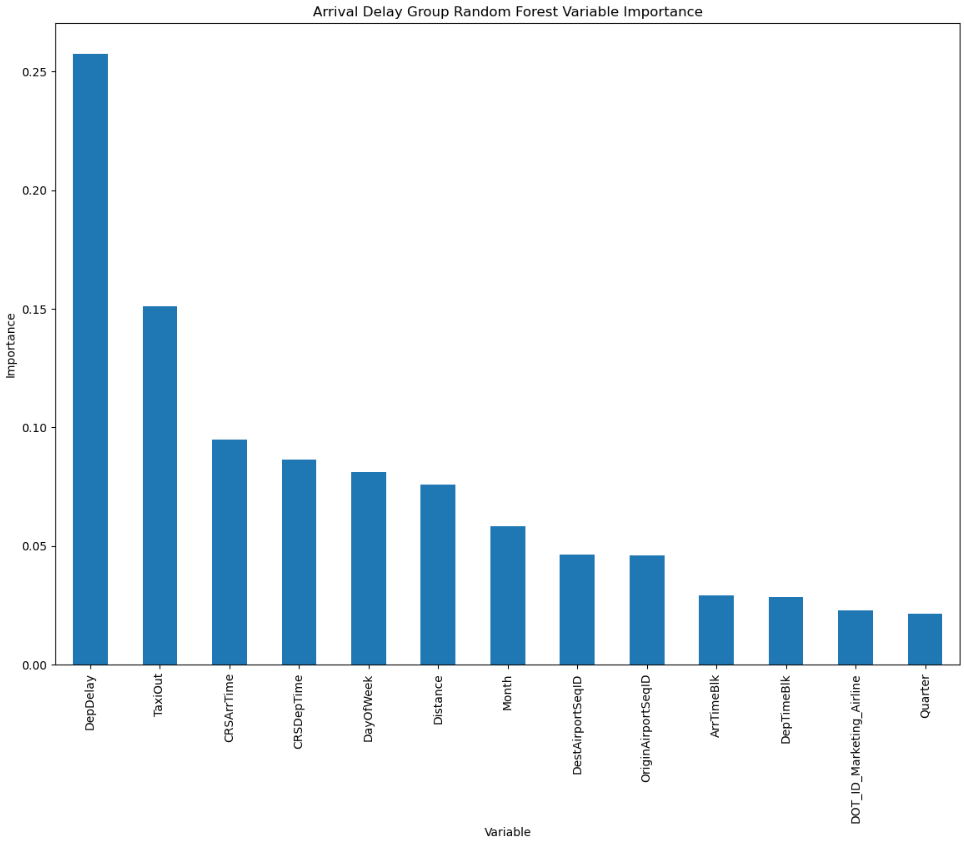 Arrival Delay Group Random Forest Variable Importance
0.25
0.20
0.15
0.10
0.05
0.00
Importance
DepDelay
TaxiOut
CRSArrTime
CRSDepTime
DayOfWeek
Distance
Month
DestAirportSeqID
OriginAirportSeqID
ArrTimeBlk
DepTimeBlk
DOT_ID_Marketing_Airline
Quarter
Variable